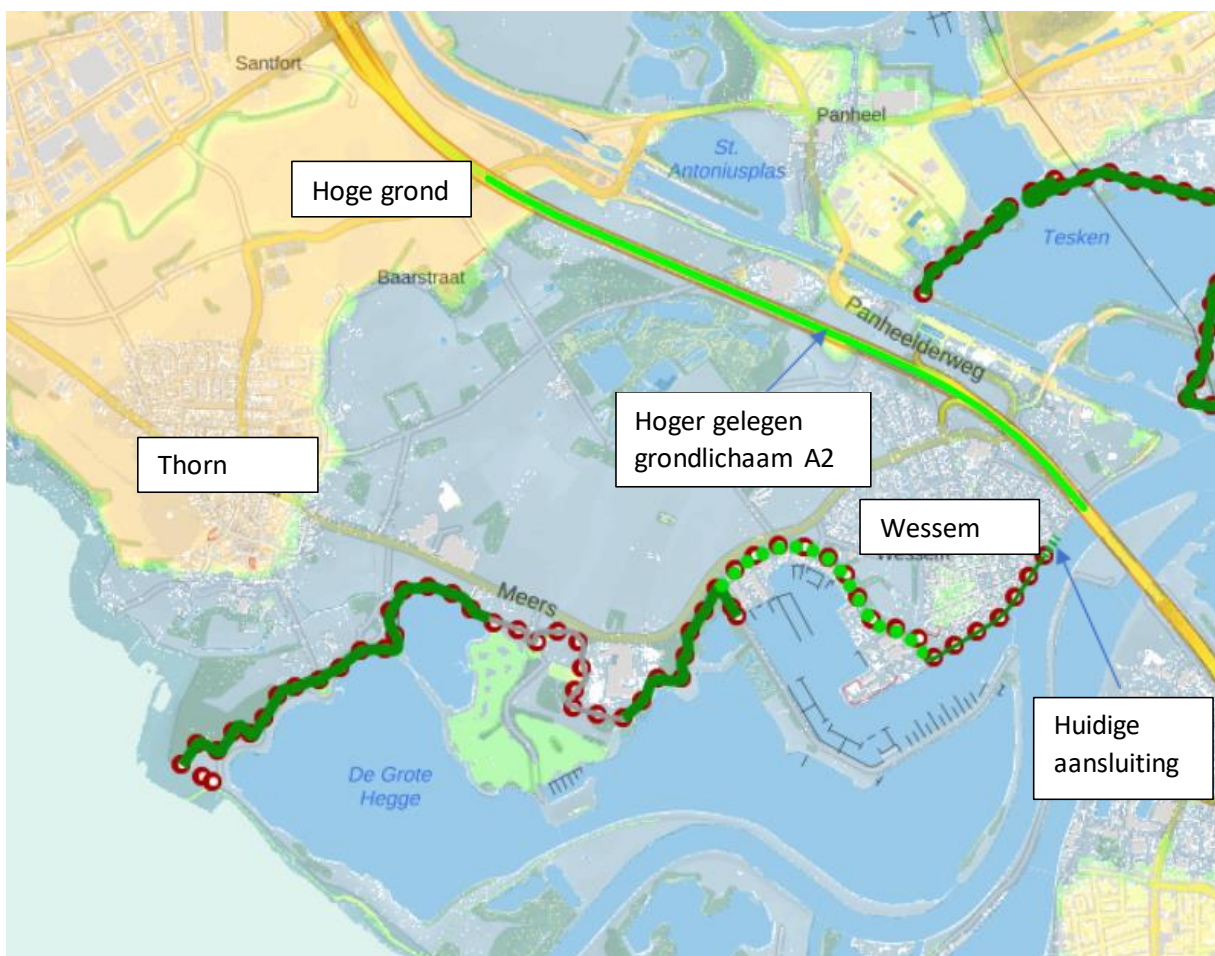 Santfort
Panheel
St.
Antoniusplas
Hoge grond
Tesken
Baarstraat
Panheelderweg
Hoger gelegen
grondlichaam A2
Thorn
Wessem
Wessem
Meers
Huidige
aansluiting
De Grote
Hegge